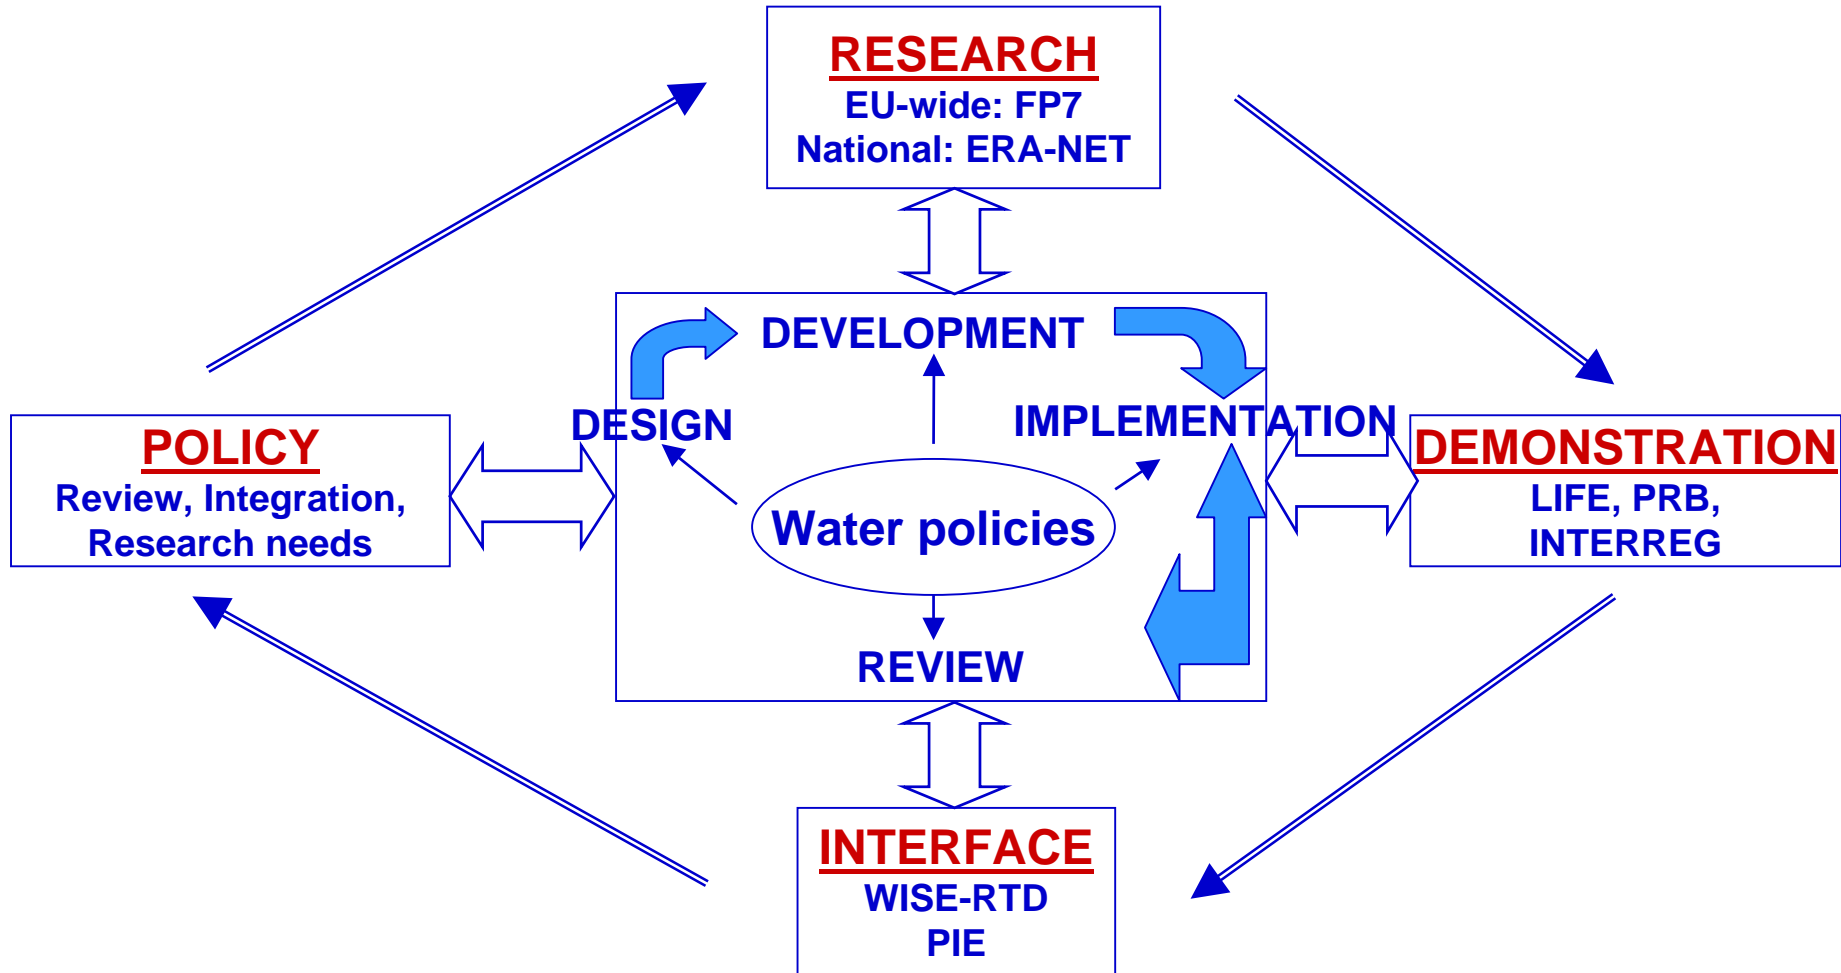 RESEARCH
EU-wide: FP7
National: ERA-NET
DEVELOPMENT
DESIGN
IMPLEMENTATION
POLICY
Review, Integration,
Research needs
Water policies
DEMONSTRATION
LIFE, PRB,
INTERREG
REVIEW
INTERFACE
WISE-RTD
PIE